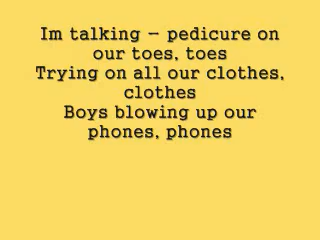 Im talking - pedicure on
our toes, toes
Trying on all our clothes,
clothes
Boys blowing up our
phones, phones